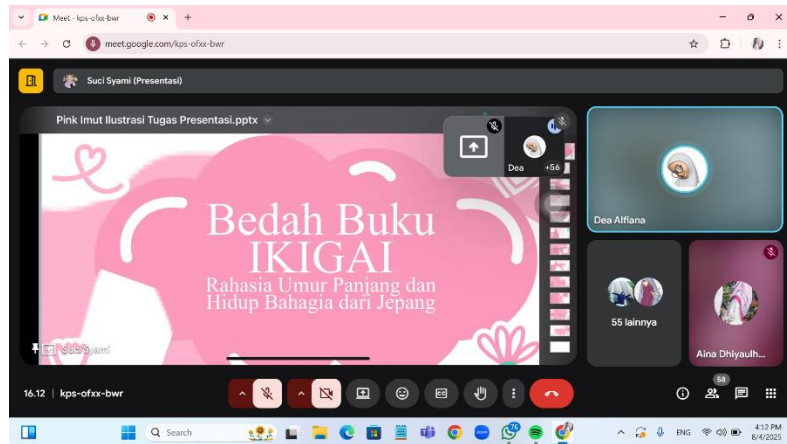 Meet - kps-ofxx-bwr
meet.google.com/kps-ofxx-bwr
Suci Syami (Presentasi)
Pink Imut Ilustrasi Tugas Presentasi.pptx
Dea +56
Bedah Buku
IKIGAI
Rahasia Umur Panjang dan
Hidup Bahagia dari Jepang
Suci Syami
Dea Alfiana
55 lainnya
Aina Dhiyaulh...
16.12 | kps-ofxx-bwr
58
Search
76
ENG
4:12 PM
8/4/2025